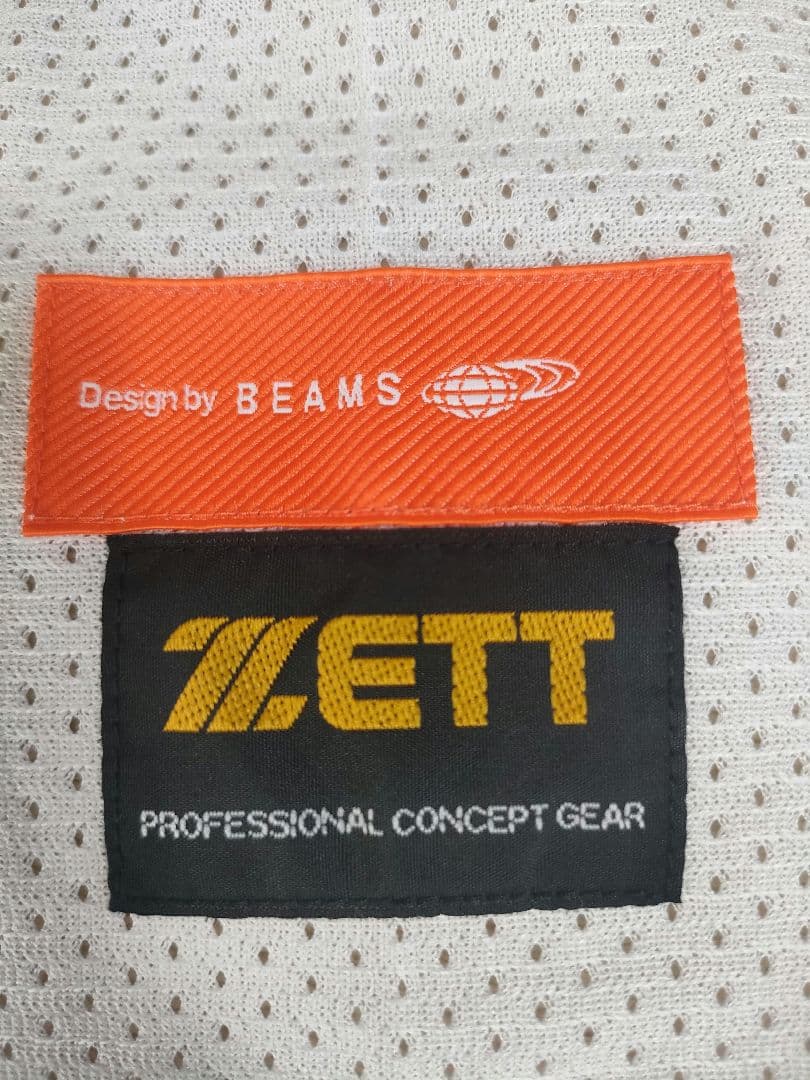 Design by BEAMS
ZETT
PROFESSIONAL CONCEPT GEAR